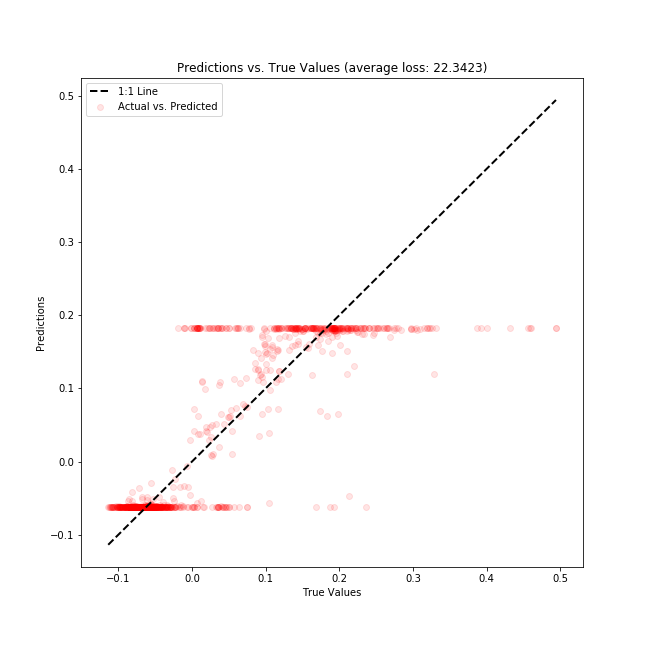 Predictions vs. True Values (average loss: 22.3423)
1:1 Line
Actual vs. Predicted
0.5
0.4
0.3
0.2
0.1
0.0
−0.1
Predictions
−0.1 0.0 0.1 0.2 0.3 0.4 0.5
True Values